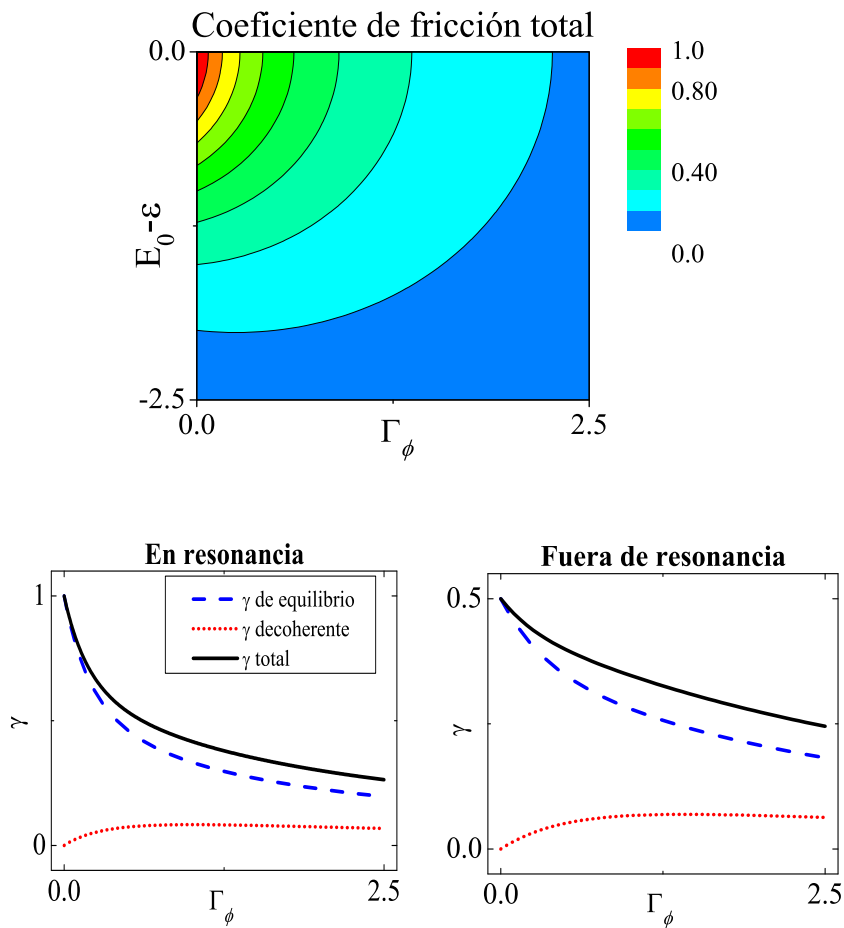 Coeficiente de fricción total
0.0
1.0
0.80
0.40
0.0
E₀-ε
-2.5
0.0
2.5
Γ𝜙
En resonancia
1
γ de equilibrio
γ decoherente
γ total
γ
0
0.0
2.5
Γ𝜙
Fuera de resonancia
0.5
γ
0.0
0.0
2.5
Γ𝜙